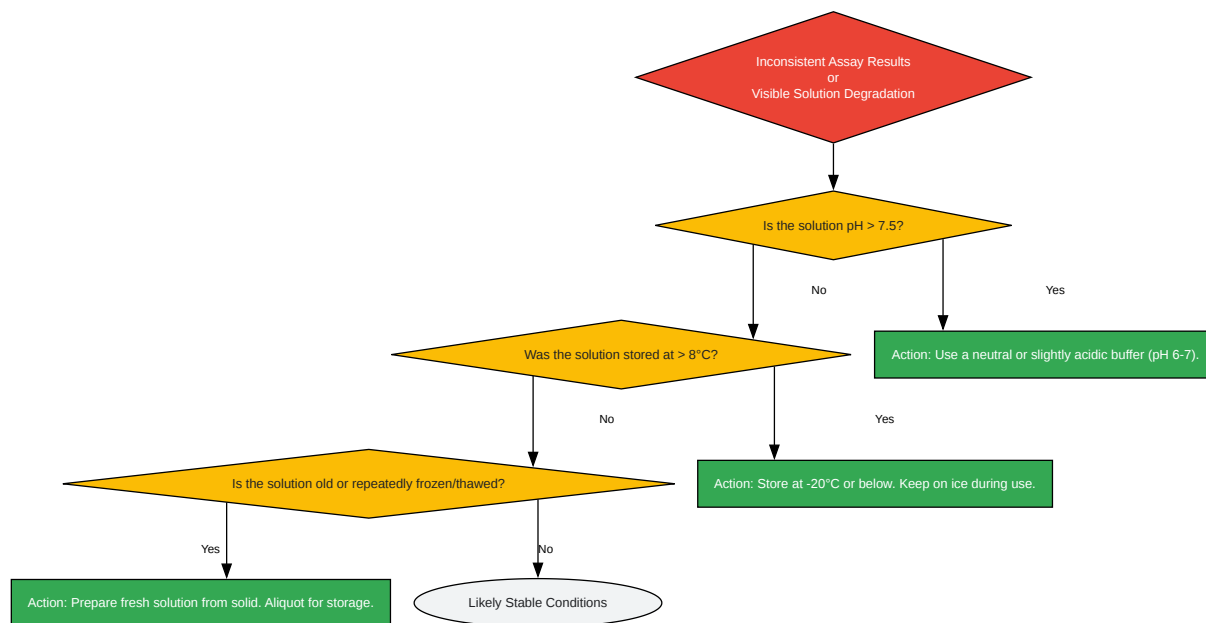 Inconsistent Assay Results
or
Visible Solution Degradation
Is the solution pH > 7.5?
No
Yes
Was the solution stored at > 8°C?
Action: Use a neutral or slightly acidic buffer (pH 6-7).
No
Yes
Is the solution old or repeatedly frozen/thawed?
Action: Store at -20°C or below. Keep on ice during use.
Yes
No
Action: Prepare fresh solution from solid. Aliquot for storage.
Likely Stable Conditions